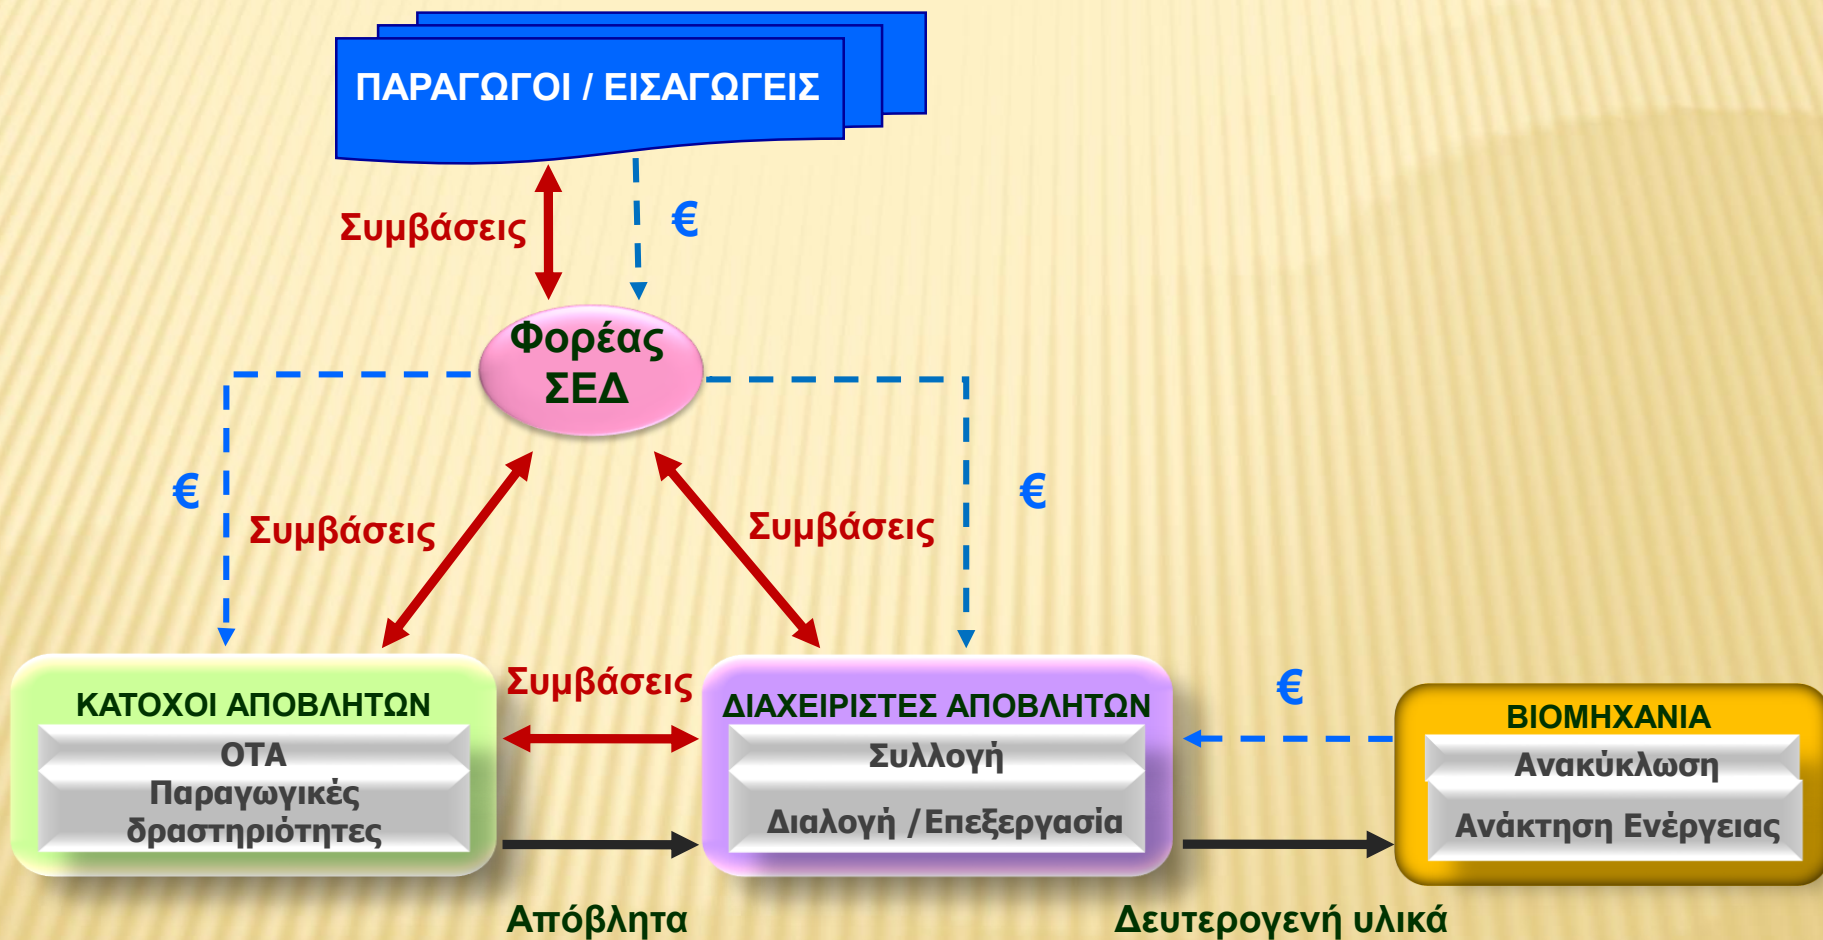 ΠΑΡΑΓΩΓΟΙ / ΕΙΣΑΓΩΓΕΙΣ
Συμβάσεις
€
Φορέας
ΣΕΔ
€
Συμβάσεις
Συμβάσεις
€
ΚΑΤΟΧΟΙ ΑΠΟΒΛΗΤΩΝ
ΟΤΑ
Παραγωγικές
δραστηριότητες
Συμβάσεις
ΔΙΑΧΕΙΡΙΣΤΕΣ ΑΠΟΒΛΗΤΩΝ
Συλλογή
Διαλογή /Επεξεργασία
€
ΒΙΟΜΗΧΑΝΙΑ
Ανακύκλωση
Ανάκτηση Ενέργειας
Απόβλητα
Δευτερογενή υλικά